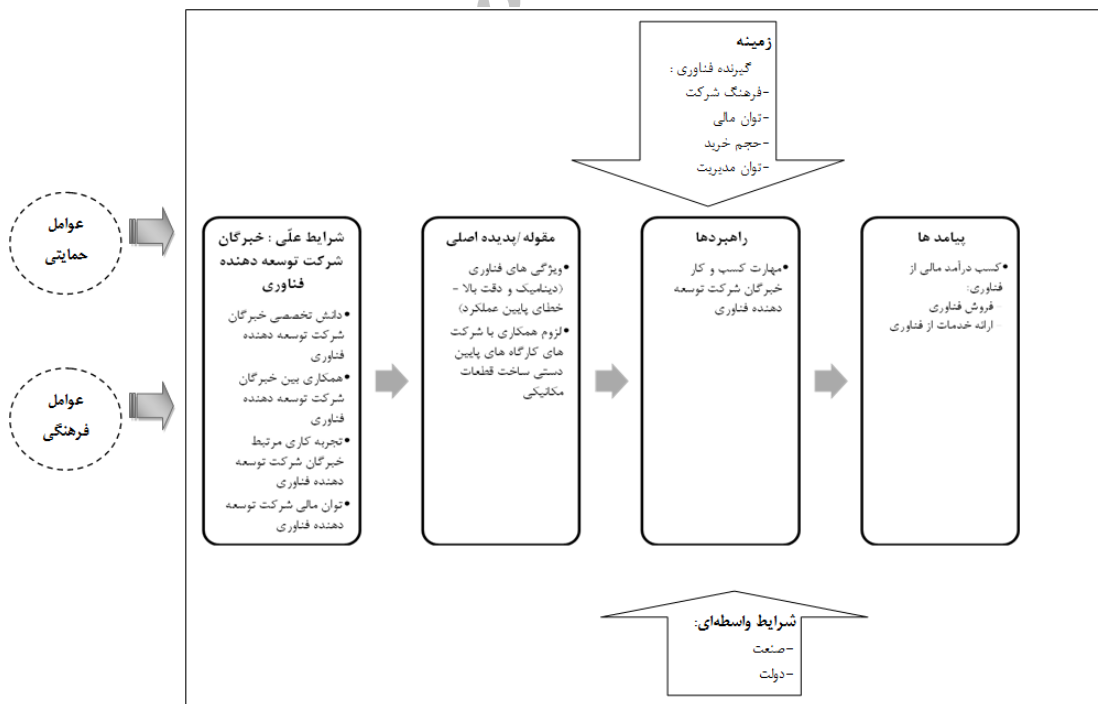 زمینه
گیرنده فناوری :
-فرهنگ شرکت
-توان مالی
-حجم خرید
-توان مدیریت
عوامل
حمایتی
عوامل
فرهنگی
شرایط علّی : خبرگان
شرکت توسعه دهنده
فناوری
•دانش تخصصی خبرگان
شرکت توسعه دهنده
فناوری
•همکاری بین خبرگان
شرکت توسعه دهنده
فناوری
•تجربه کاری مرتبط
خبرگان شرکت توسعه
دهنده فناوری
•توان مالی شرکت توسعه
دهنده فناوری
مقوله/پدیده اصلی
•ویژگی های فناوری
(دینامیک و دقت بالا -
خطای پایین عملکرد)
•لزوم همکاری با شرکت
های کارگاه های پایین
دستی ساخت قطعات
مکانیکی
راهبردها
•مهارت کسب و کار
خبرگان شرکت توسعه
دهنده فناوری
پیامد ها
•کسب درآمد مالی از
فناوری:
- فروش فناوری
- ارائه خدمات از فناوری
شرایط واسطه‌ای:
-صنعت
-دولت